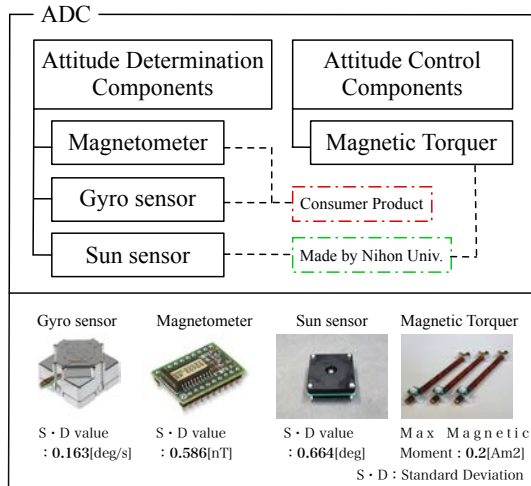 ADC
Attitude Determination
Components
Attitude Control
Components
Magnetometer
Magnetic Torquer
Gyro sensor
Consumer Product
Sun sensor
Made by Nihon Univ.
Gyro sensor
Magnetometer
Sun sensor
Magnetic Torquer
S・D value
: 0.163[deg/s]
S・D value
: 0.586[nT]
S・D value
: 0.664[deg]
Max Magnetic
Moment : 0.2[Am2]
S・D : Standard Deviation